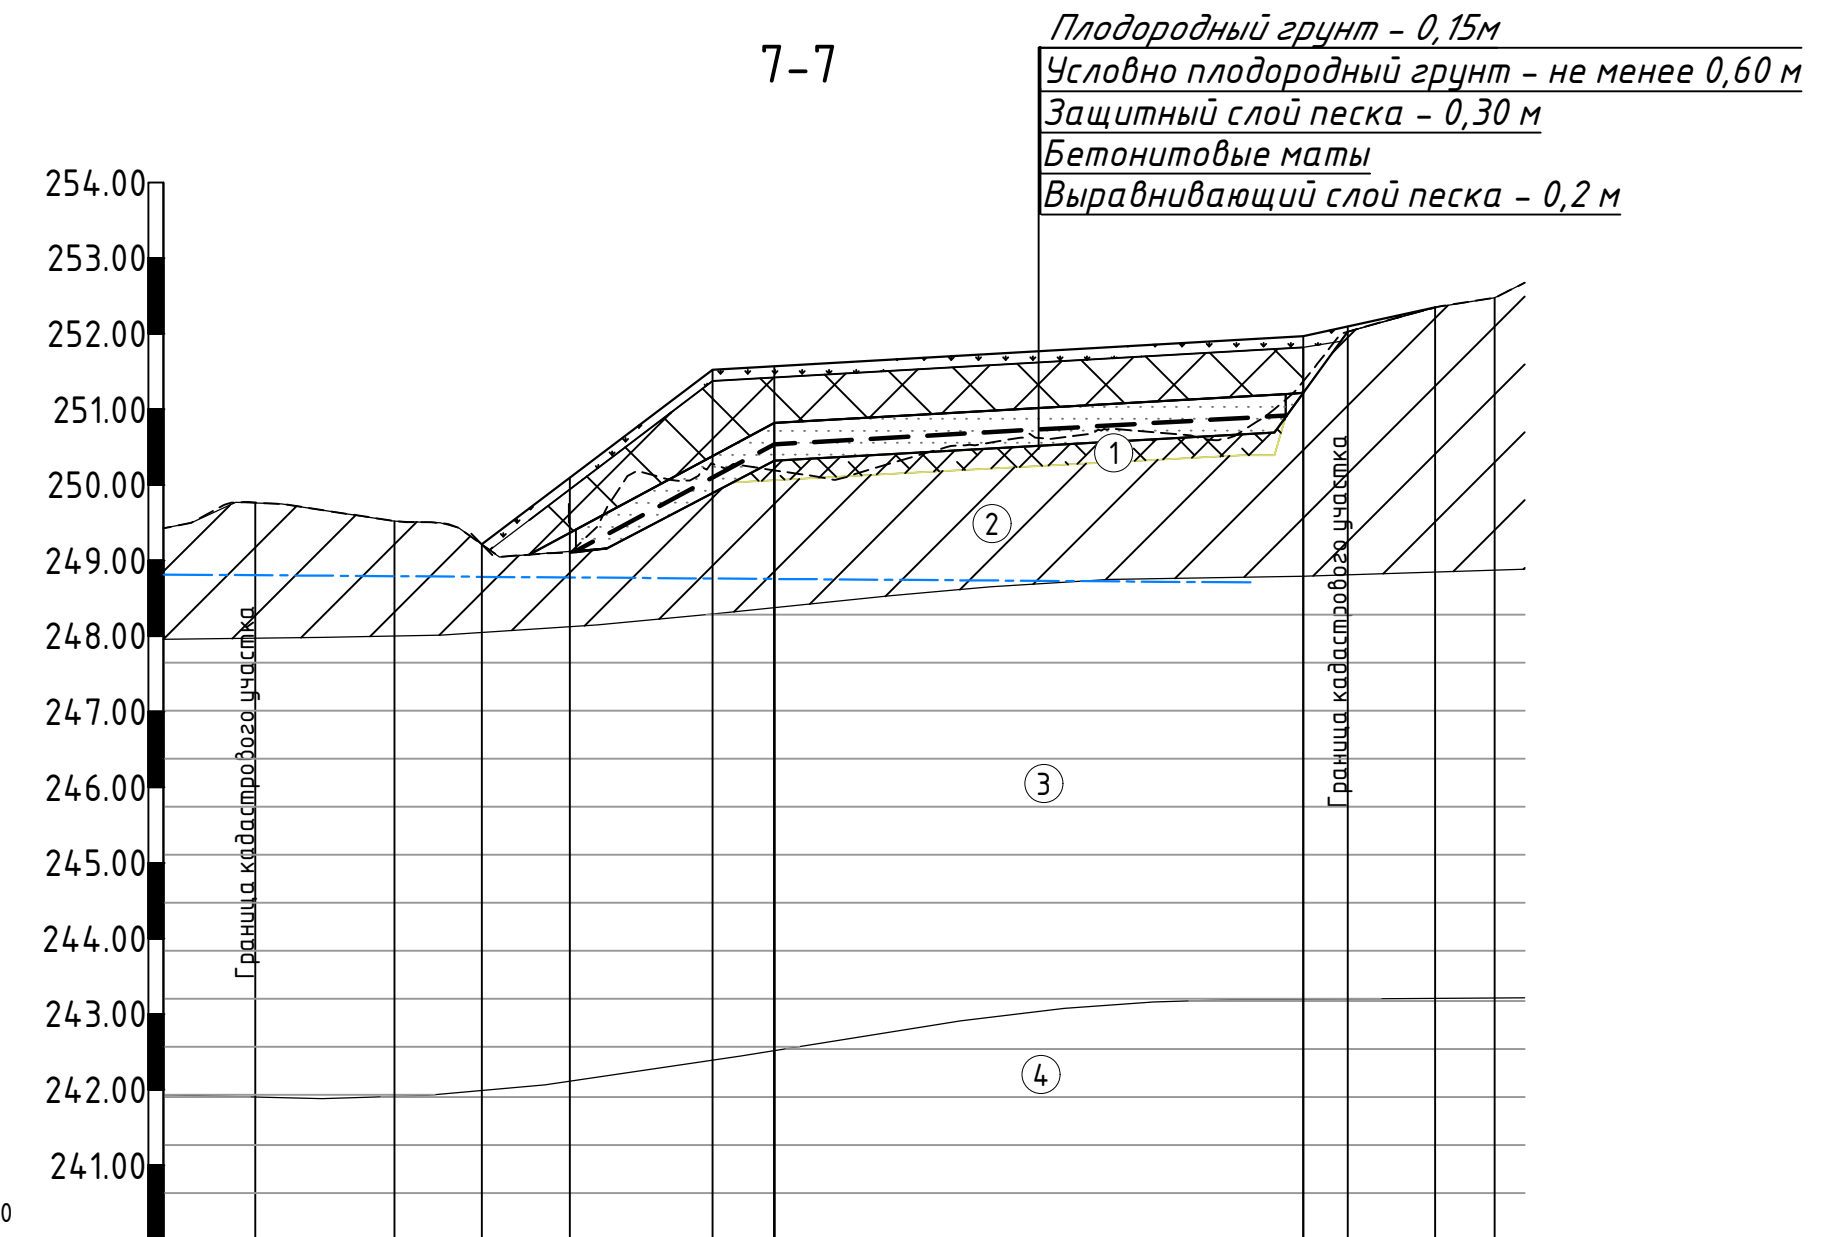 7-7
Плодородный грунт - 0,15м
Условно плодородный грунт - не менее 0,60 м
Защитный слой песка - 0,30 м
Бетонитовые маты
Выравнивающий слой песка - 0,2 м
254.00
253.00
252.00
251.00
250.00
249.00
248.00
247.00
246.00
245.00
244.00
243.00
242.00
241.00
0
1
2
3
4
Граница кадастрового участка
Граница кадастрового участка